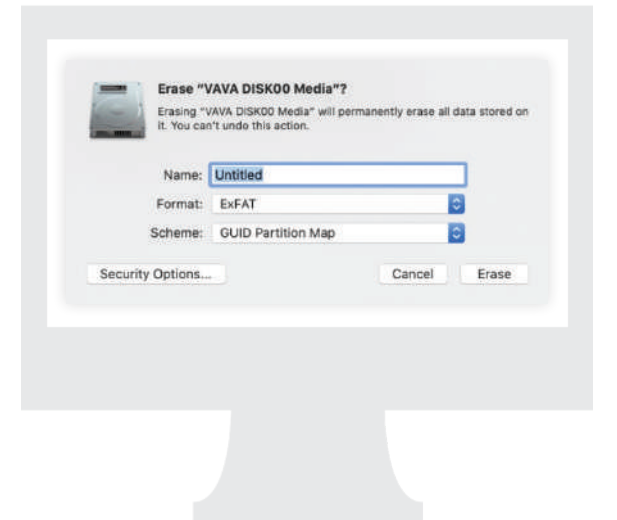 Erase "VAVA DISK00 Media"?
Erasing "VAVA DISK00 Media" will permanently erase all data stored on
it. You can't undo this action.
Name: Untitled
Format: ExFAT
Scheme: GUID Partition Map
Security Options... Cancel Erase